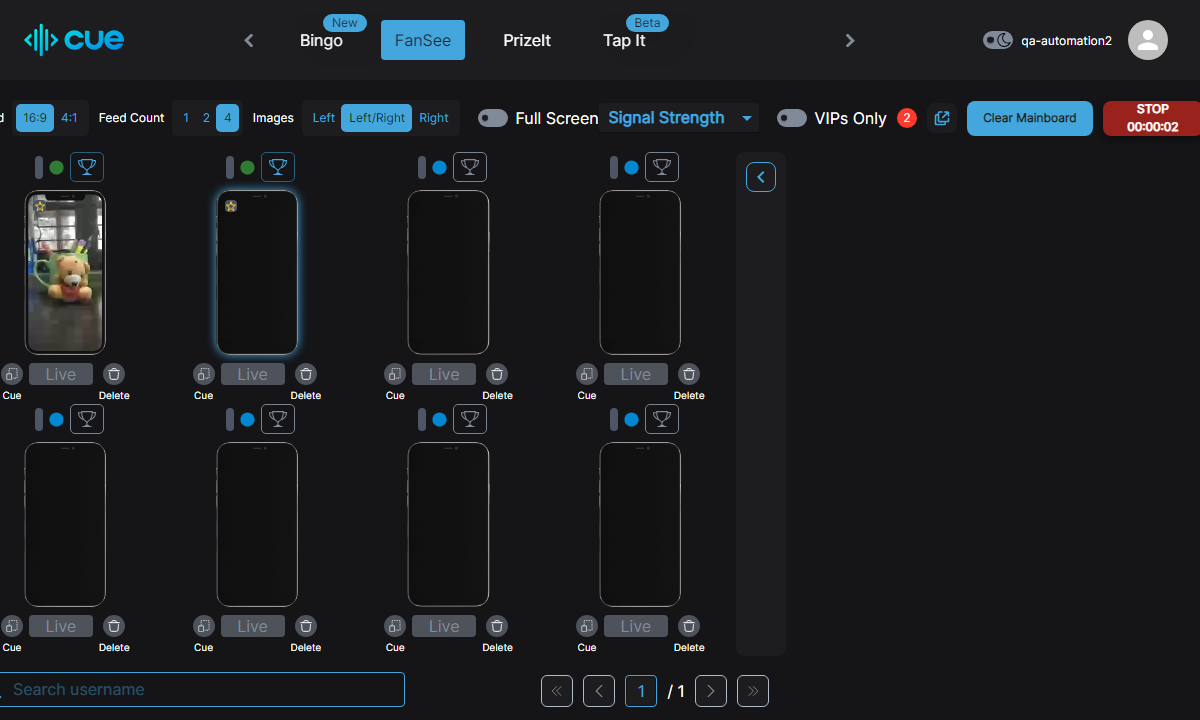 cue
Bingo
New
FanSee
PrizeIt
Tap It
Beta
qa-automation2
d
16:9
4:1
Feed Count
1
2
4
Images
Left
Left/Right
Right
Full Screen
Signal Strength
VIPs Only
2
Clear Mainboard
STOP
00:00:02
Live
Cue
Delete
Live
Cue
Delete
Live
Cue
Delete
Live
Cue
Delete
Live
Cue
Delete
Live
Cue
Delete
Live
Cue
Delete
Live
Cue
Delete
Search username
1
/ 1